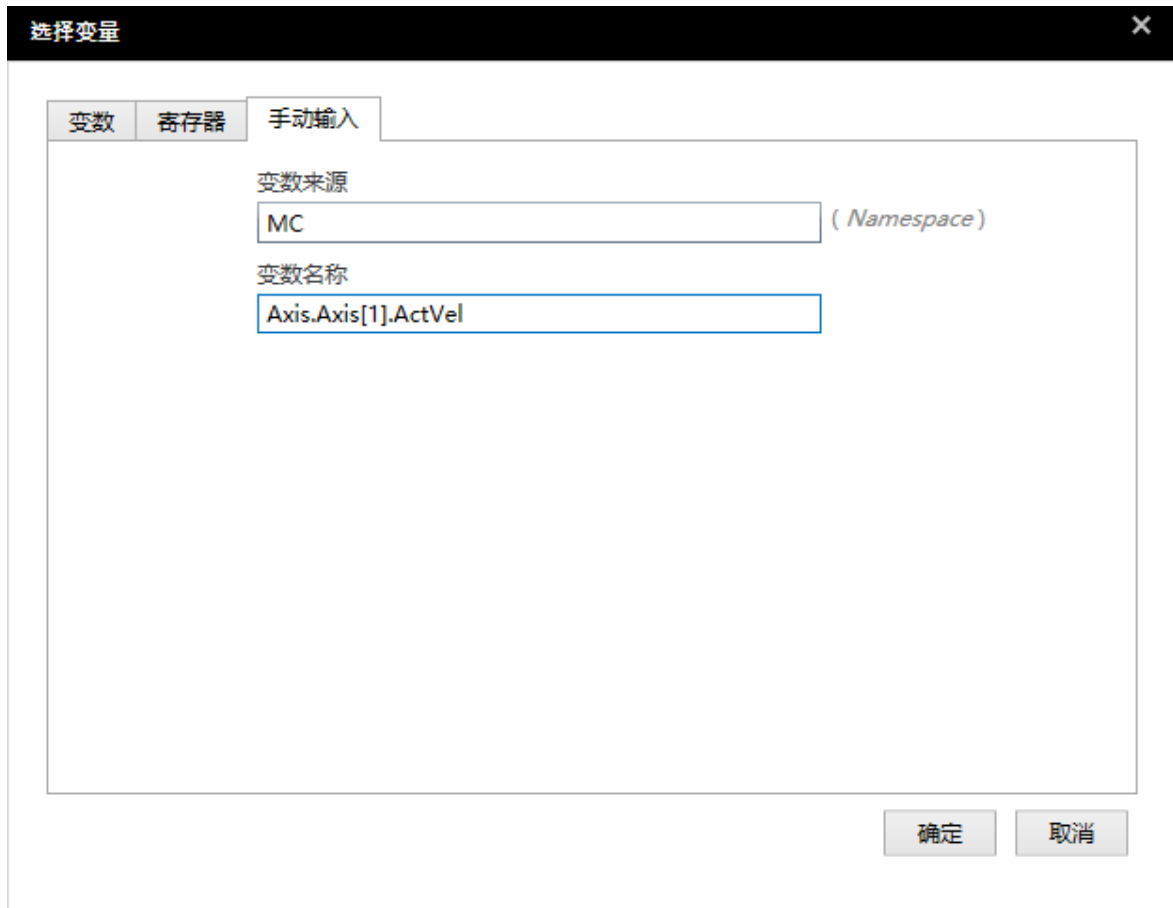 选择变量
变数 寄存器 手动输入
变数来源
MC (Namespace)
变数名称
Axis.Axis[1].ActVel
确定 取消